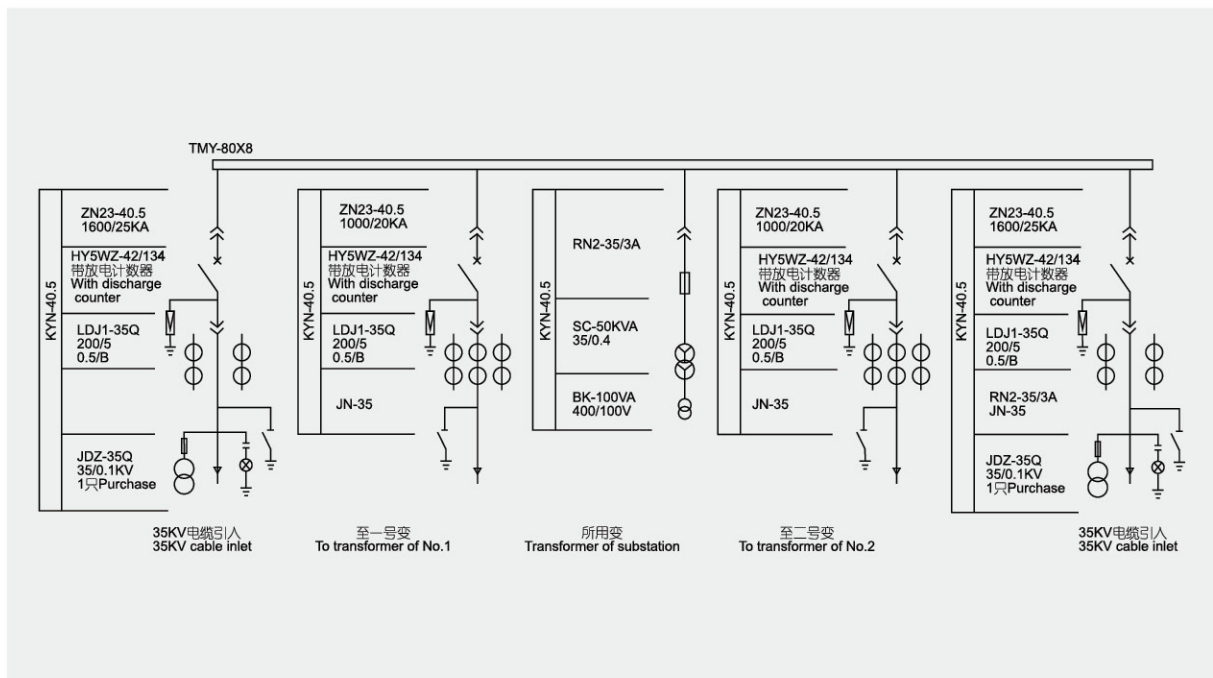 TMY-80X8
KYN-40.5
ZN23-40.5
1600/25KA
HY5WZ-42/134
带放电计数器
With discharge
counter
LDJ1-35Q
200/5
0.5/B
JDZ-35Q
35/0.1KV
1只Purchase
35KV电缆引入
35KV cable inlet
KYN-40.5
ZN23-40.5
1000/20KA
HY5WZ-42/134
带放电计数器
With discharge
counter
LDJ1-35Q
200/5
0.5/B
JN-35
至一号变
To transformer of No.1
KYN-40.5
RN2-35/3A
SC-50KVA
35/0.4
BK-100VA
400/100V
所用变
Transformer of substation
KYN-40.5
ZN23-40.5
1000/20KA
HY5WZ-42/134
带放电计数器
With discharge
counter
LDJ1-35Q
200/5
0.5/B
JN-35
至二号变
To transformer of No.2
KYN-40.5
ZN23-40.5
1600/25KA
HY5WZ-42/134
带放电计数器
With discharge
counter
LDJ1-35Q
200/5
0.5/B
RN2-35/3A
JN-35
JDZ-35Q
35/0.1KV
1只Purchase
35KV电缆引入
35KV cable inlet